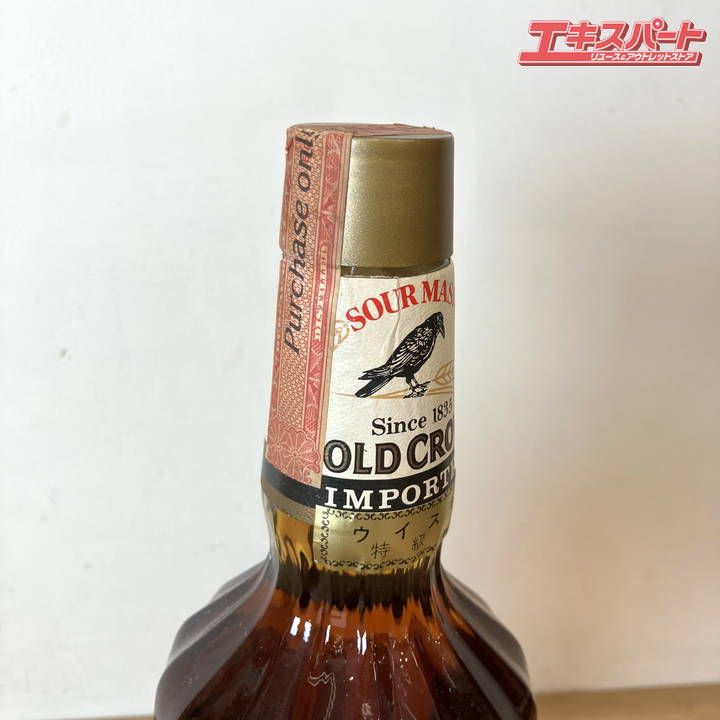 エキスパート
リユース&アウトレットストア
Purchase only
DISTILLED
SOUR MAS
Since 1835
OLD CRO
IMPORTE
ウイス
特級